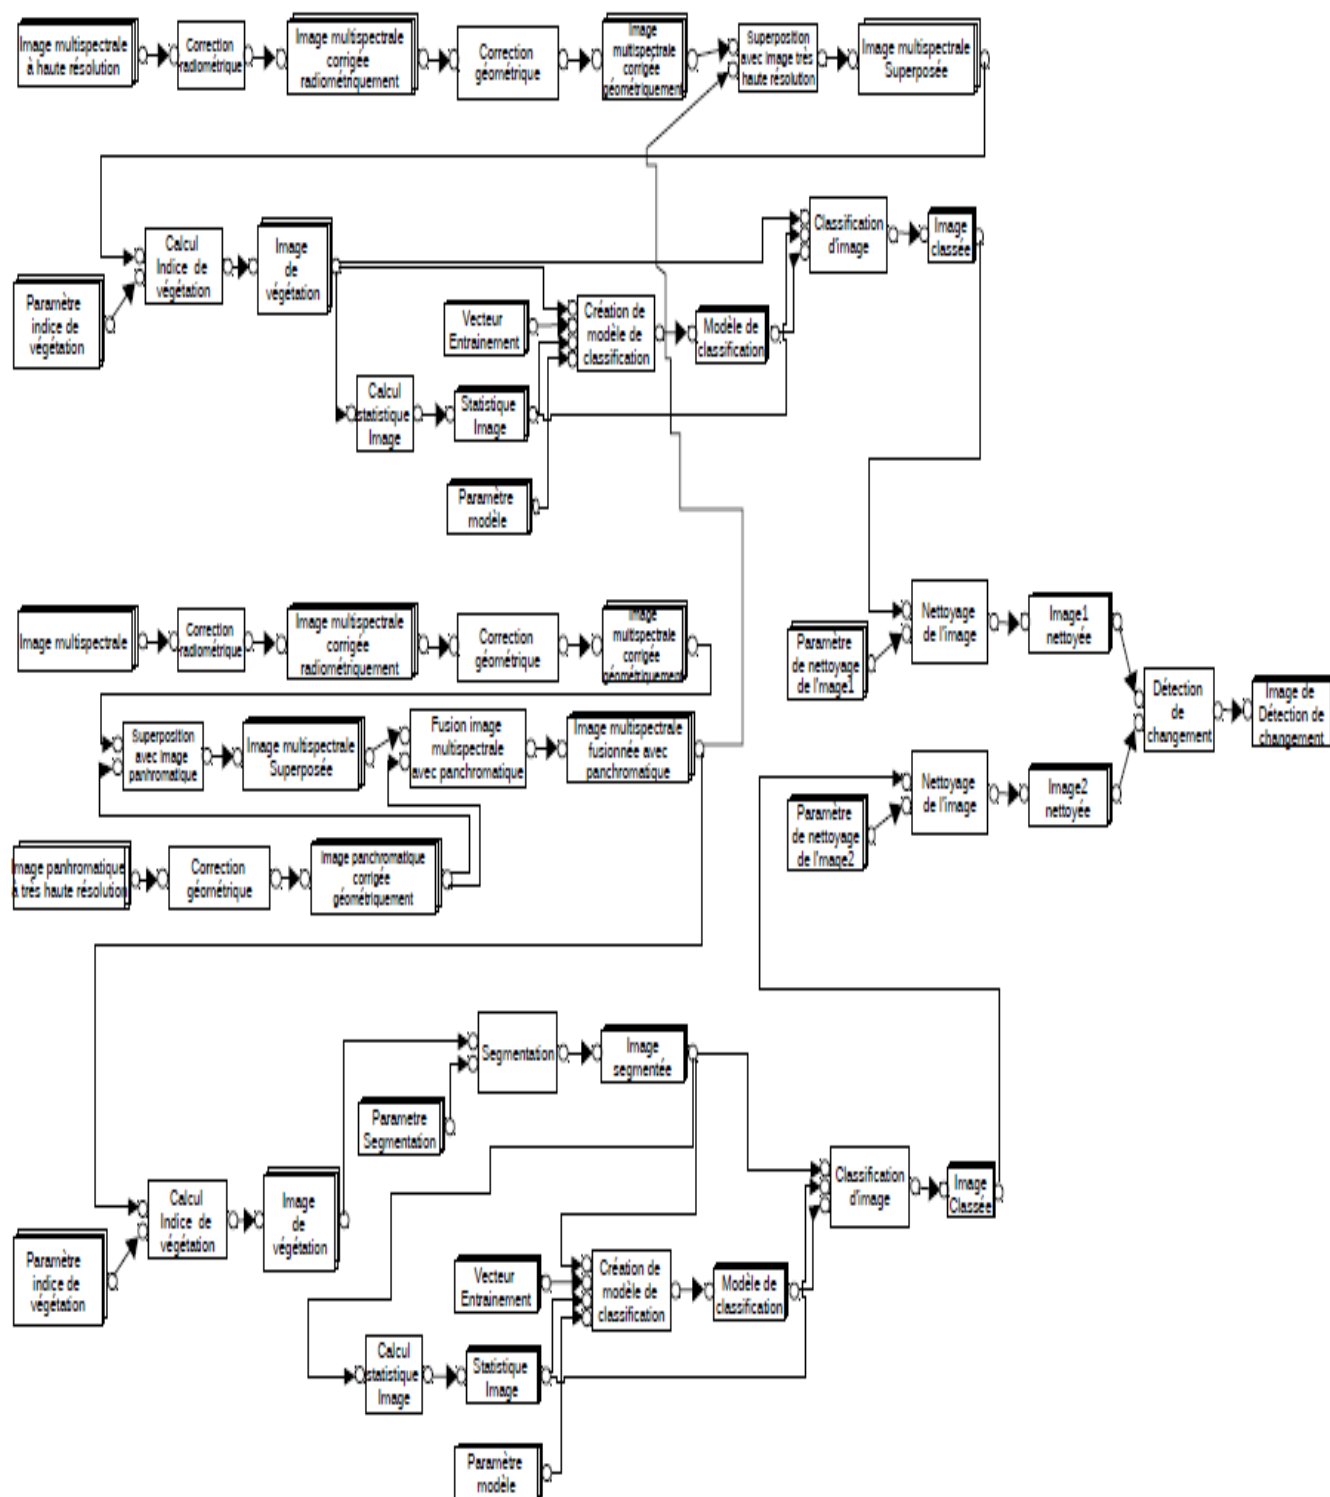 Image multispectrale
à haute résolution
Correction
radiométrique
Image multispectrale
corrigée
radiométriquement
Correction
géométrique
Image
multispectrale
corrigée
géométriquement
Superposition
avec image très
haute résolution
Image multispectrale
Superposée
Calcul
Indice de
végétation
Image
de
végétation
Paramètre
indice de
végétation
Classification
d'image
Image
classée
Vecteur
Entrainement
Création de
modèle de
classification
Modèle de
classification
Calcul
statistique
Image
Statistique
Image
Paramètre
modèle
Image multispectrale
Correction
radiométrique
Image multispectrale
corrigée
radiométriquement
Correction
géométrique
Image
multispectrale
corrigée
géométriquement
Nettoyage
de l'image
Image1
nettoyée
Paramètre
de nettoyage
de l'mage1
Détection
de
changement
Image de
Détection de
changement
Superposition
avec image
panhromatique
Image multispectrale
Superposée
Fusion image
multispectrale
avec panchromatique
Image multispectrale
fusionnée avec
panchromatique
Nettoyage
de l'image
Image2
nettoyée
Paramètre
de nettoyage
de l'mage2
Image panhromatique
à très haute résolution
Correction
géométrique
Image panchromatique
corrigée
géométriquement
Segmentation
Image
segmentée
Parametre
Segmentation
Calcul
Indice de
végétation
Image
de
végétation
Paramètre
indice de
végétation
Classification
d'image
Image
Classée
Vecteur
Entrainement
Création de
modèle de
classification
Modèle de
classification
Calcul
statistique
Image
Statistique
Image
Paramètre
modèle